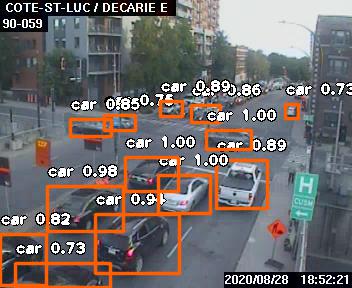 COTE-ST-LUC / DECARIE E
90-059
car 0.89
car 0.86
car 0.73
car 0.85
0.75
car 1.00
car 1.00
car 0.89
car 1.00
car 0.98
car 0.94
car 0.82
car 0.73
H
CUSM
2020/08/28 18:52:21